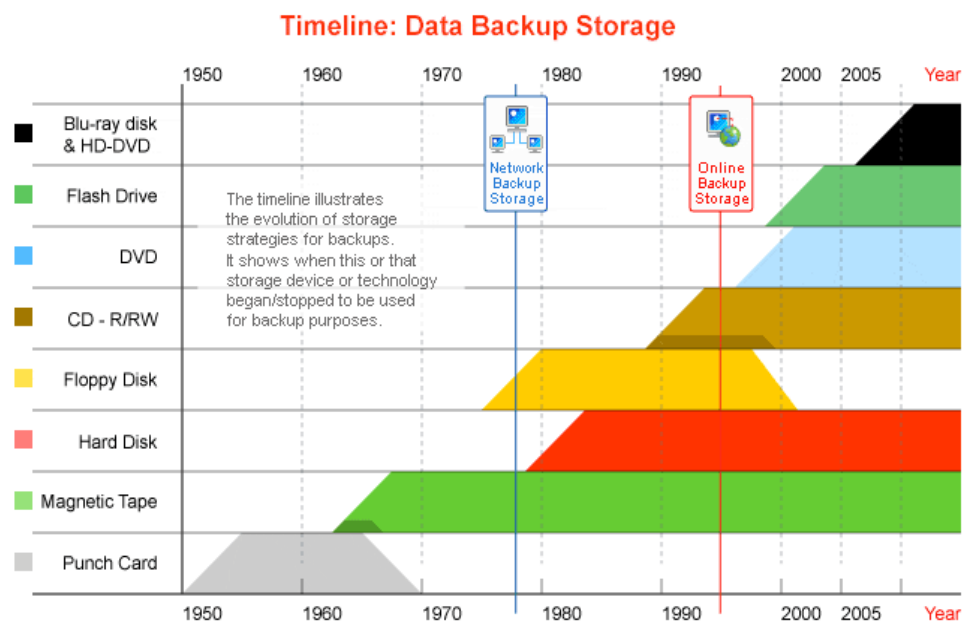 Timeline: Data Backup Storage
1950 1960 1970 1980 1990 2000 2005 Year
Blu-ray disk
& HD-DVD
Network
Backup
Storage
Online
Backup
Storage
Flash Drive
The timeline illustrates
the evolution of storage
strategies for backups.
It shows when this or that
storage device or technology
began/stopped to be used
for backup purposes.
DVD
CD - R/RW
Floppy Disk
Hard Disk
Magnetic Tape
Punch Card
1950 1960 1970 1980 1990 2000 2005 Year